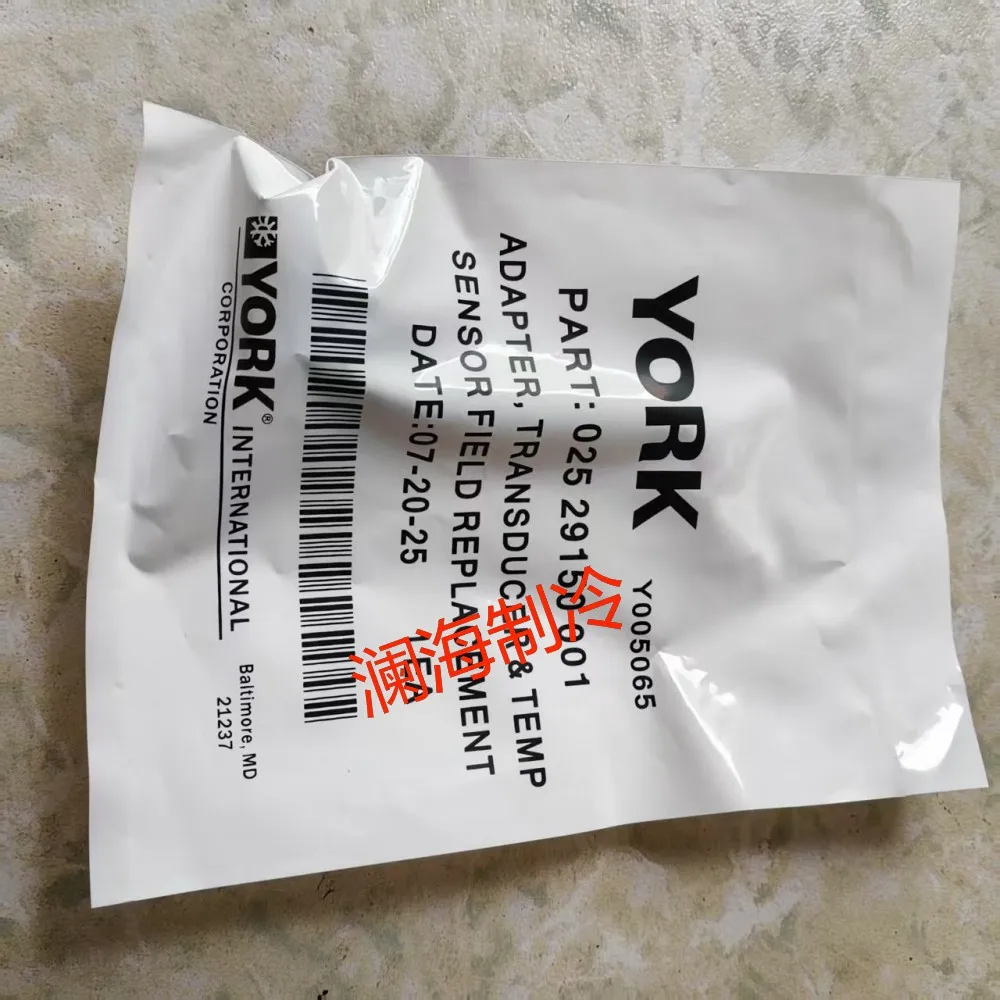 YORK
Y005065
PART: 025 29150 001
ADAPTER, TRANSDUCER & TEMP
SENSOR FIELD REPLACEMENT
DATE:07-20-25
YORK® INTERNATIONAL
CORPORATION
Baltimore, MD
21237
澜海制冷